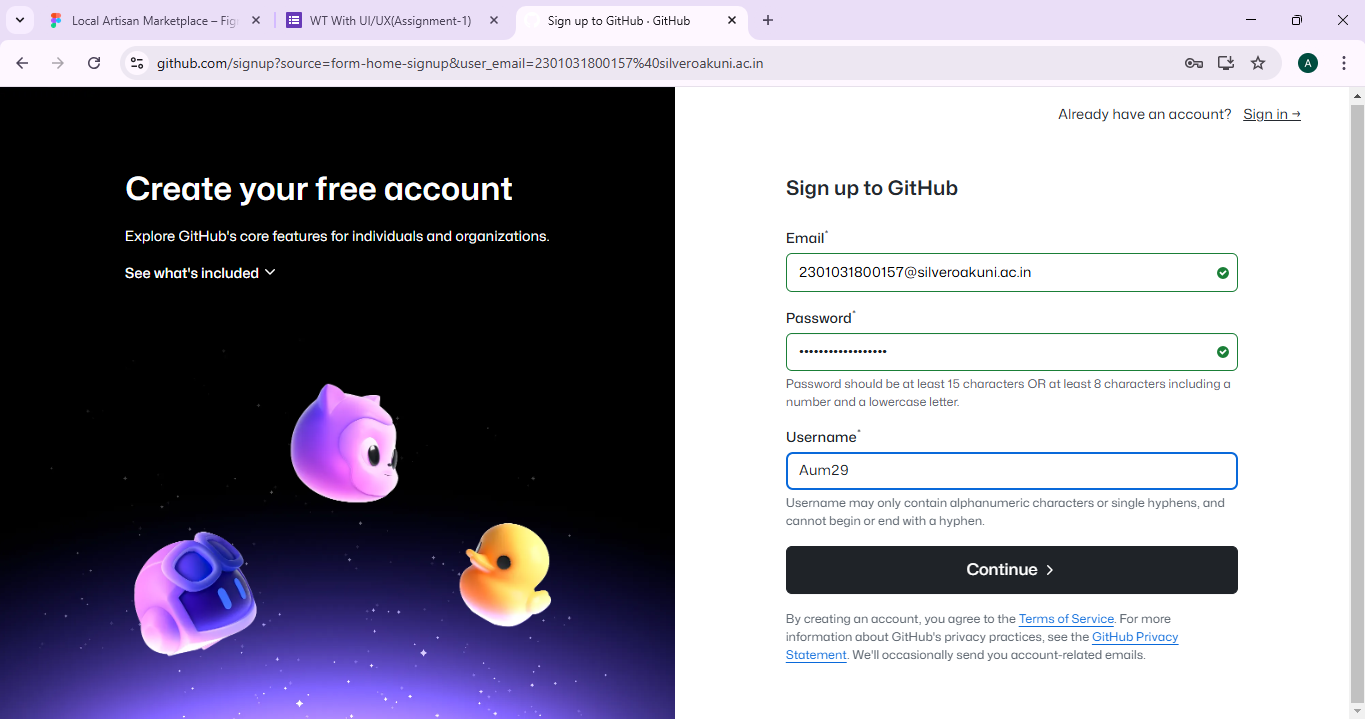 Local Artisan Marketplace – Fig
WT With UI/UX(Assignment-1)
Sign up to GitHub · GitHub
github.com/signup?source=form-home-signup&user_email=2301031800157%40silveroakuni.ac.in
A
Create your free account
Explore GitHub's core features for individuals and organizations.
See what's included
Already have an account? Sign in →
Sign up to GitHub
Email*
2301031800157@silveroakuni.ac.in
Password*
••••••••••••••••••
Password should be at least 15 characters OR at least 8 characters including a
number and a lowercase letter.
Username*
Aum29
Username may only contain alphanumeric characters or single hyphens, and
cannot begin or end with a hyphen.
Continue
By creating an account, you agree to the Terms of Service. For more
information about GitHub's privacy practices, see the GitHub Privacy
Statement. We'll occasionally send you account-related emails.